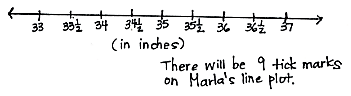 33 33½ 34 34½ 35 35½ 36 36½ 37
(in inches)
There will be 9 tick marks
on Marla's line plot.